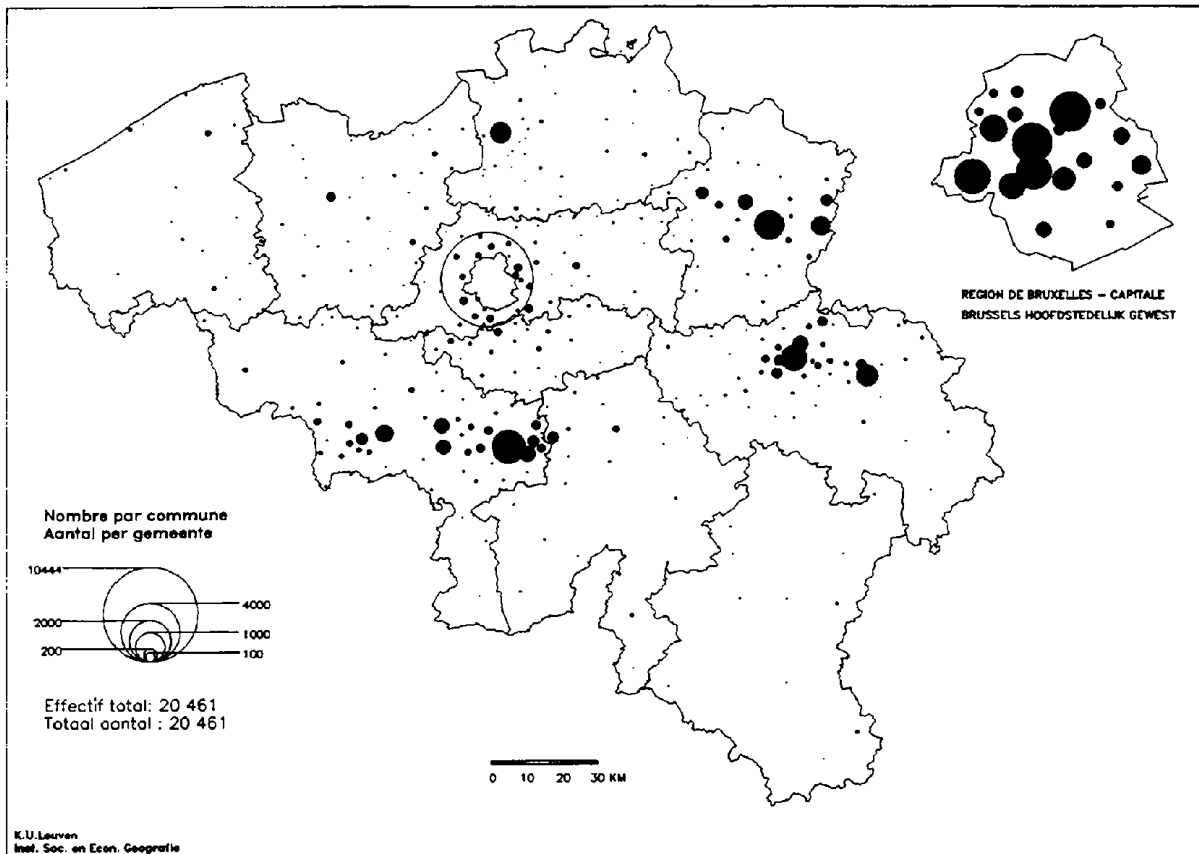 REGION DE BRUXELLES - CAPITALE
BRUSSELS HOOFDSTEDELIJK GEWEST
Nombre par commune
Aantal per gemeente
10444
4000
2000
1000
200
100
Effectif total: 20 461
Totaal aantal : 20 461
0 10 20 30 KM
K.U.Leuven
Inst. Soc. en Econ. Geografie